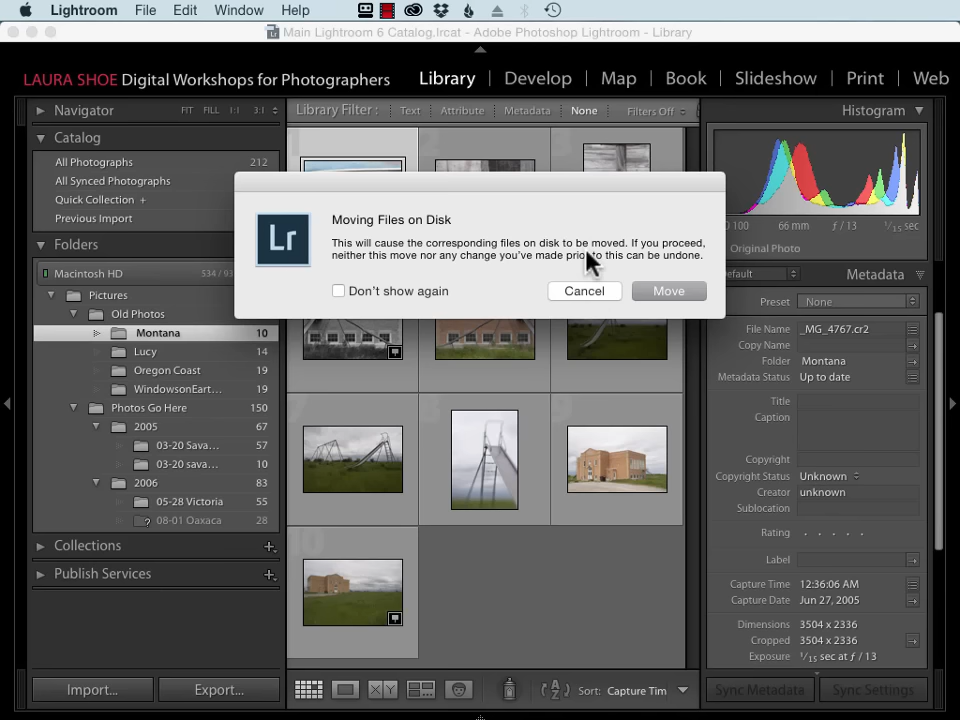 Lightroom File Edit Window Help
Main Lightroom 6 Catalog.lrcat - Adobe Photoshop Lightroom - Library
LAURA SHOE Digital Workshops for Photographers
Library | Develop | Map | Book | Slideshow | Print | Web
Navigator FIT FILL 1:1 3:1
Catalog
All Photographs 212
All Synced Photographs
Quick Collection +
Previous Import
Folders
Macintosh HD
Pictures
Old Photos
Montana 10
Lucy 14
Oregon Coast 19
WindowsonEart... 19
Photos Go Here 150
2005 67
03-20 Sava... 57
03-20 sava... 10
2006 83
05-28 Victoria 55
08-01 Oaxaca 28
Collections
Publish Services
Import... Export...
Library Filter : Text Attribute Metadata None Filters Off
Lr
Moving Files on Disk
This will cause the corresponding files on disk to be moved. If you proceed,
neither this move nor any change you've made prior to this can be undone.
Don't show again
Cancel Move
10
Sort: Capture Tim
Histogram
100 66 mm f / 13 1/15 sec
Original Photo
Metadata
Preset None
File Name _MG_4767.cr2
Copy Name
Folder Montana
Metadata Status Up to date
Title
Caption
Copyright
Copyright Status Unknown
Creator unknown
Sublocation
Rating . . . . .
Label
Capture Time 12:36:06 AM
Capture Date Jun 27, 2005
Dimensions 3504 x 2336
Cropped 3504 x 2336
Exposure 1/15 sec at f / 13
Sync Metadata Sync Settings